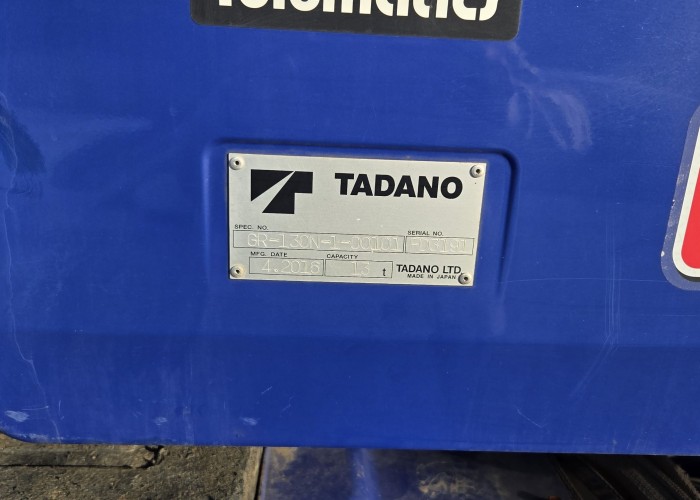 Telematics
TADANO
SPEC. NO. SERIAL NO.
GR-130N-1-00101
MFG. DATE CAPACITY
4.2016 13 t TADANO LTD.
MADE IN JAPAN